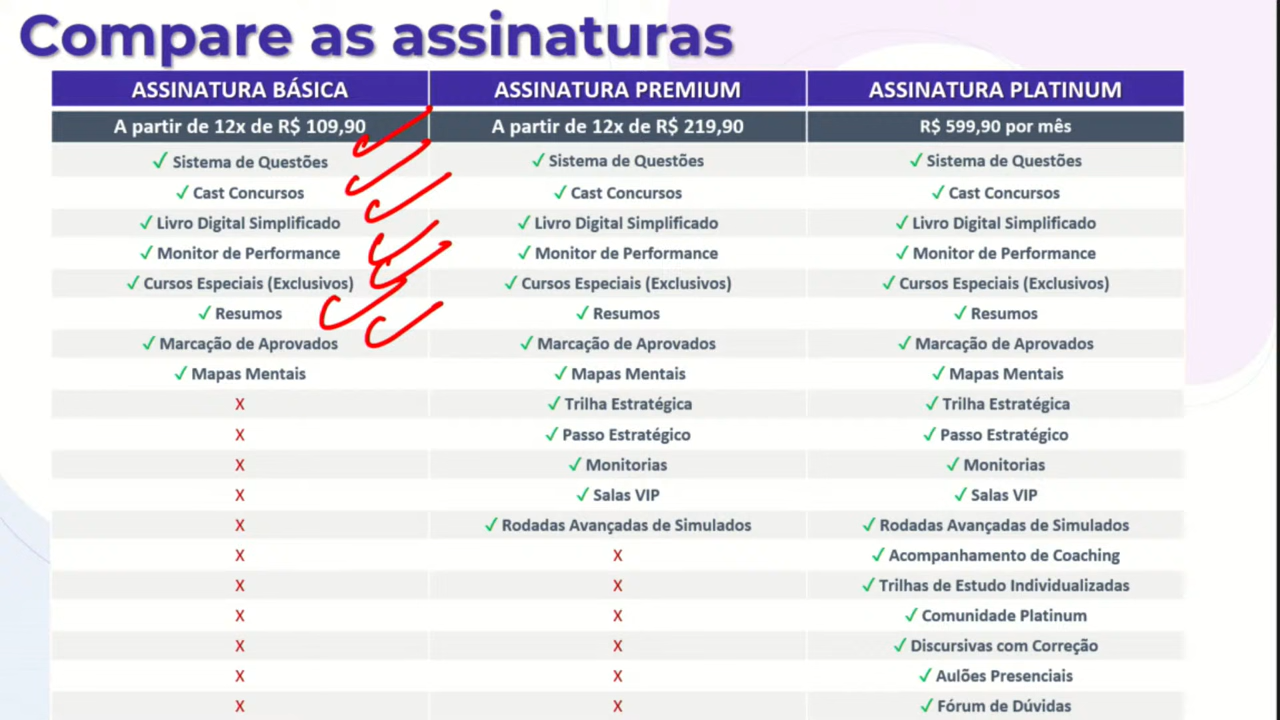 Compare as assinaturas
ASSINATURA BÁSICA ASSINATURA PREMIUM ASSINATURA PLATINUM
A partir de 12x de R$ 109,90 A partir de 12x de R$ 219,90 R$ 599,90 por mês
✓ Sistema de Questões ✓ Sistema de Questões ✓ Sistema de Questões
✓ Cast Concursos ✓ Cast Concursos ✓ Cast Concursos
✓ Livro Digital Simplificado ✓ Livro Digital Simplificado ✓ Livro Digital Simplificado
✓ Monitor de Performance ✓ Monitor de Performance ✓ Monitor de Performance
✓ Cursos Especiais (Exclusivos) ✓ Cursos Especiais (Exclusivos) ✓ Cursos Especiais (Exclusivos)
✓ Resumos ✓ Resumos ✓ Resumos
✓ Marcação de Aprovados ✓ Marcação de Aprovados ✓ Marcação de Aprovados
✓ Mapas Mentais ✓ Mapas Mentais ✓ Mapas Mentais
X ✓ Trilha Estratégica ✓ Trilha Estratégica
X ✓ Passo Estratégico ✓ Passo Estratégico
X ✓ Monitorias ✓ Monitorias
X ✓ Salas VIP ✓ Salas VIP
X ✓ Rodadas Avançadas de Simulados ✓ Rodadas Avançadas de Simulados
X X ✓ Acompanhamento de Coaching
X X ✓ Trilhas de Estudo Individualizadas
X X ✓ Comunidade Platinum
X X ✓ Discursivas com Correção
X X ✓ Aulões Presenciais
X X ✓ Fórum de Dúvidas